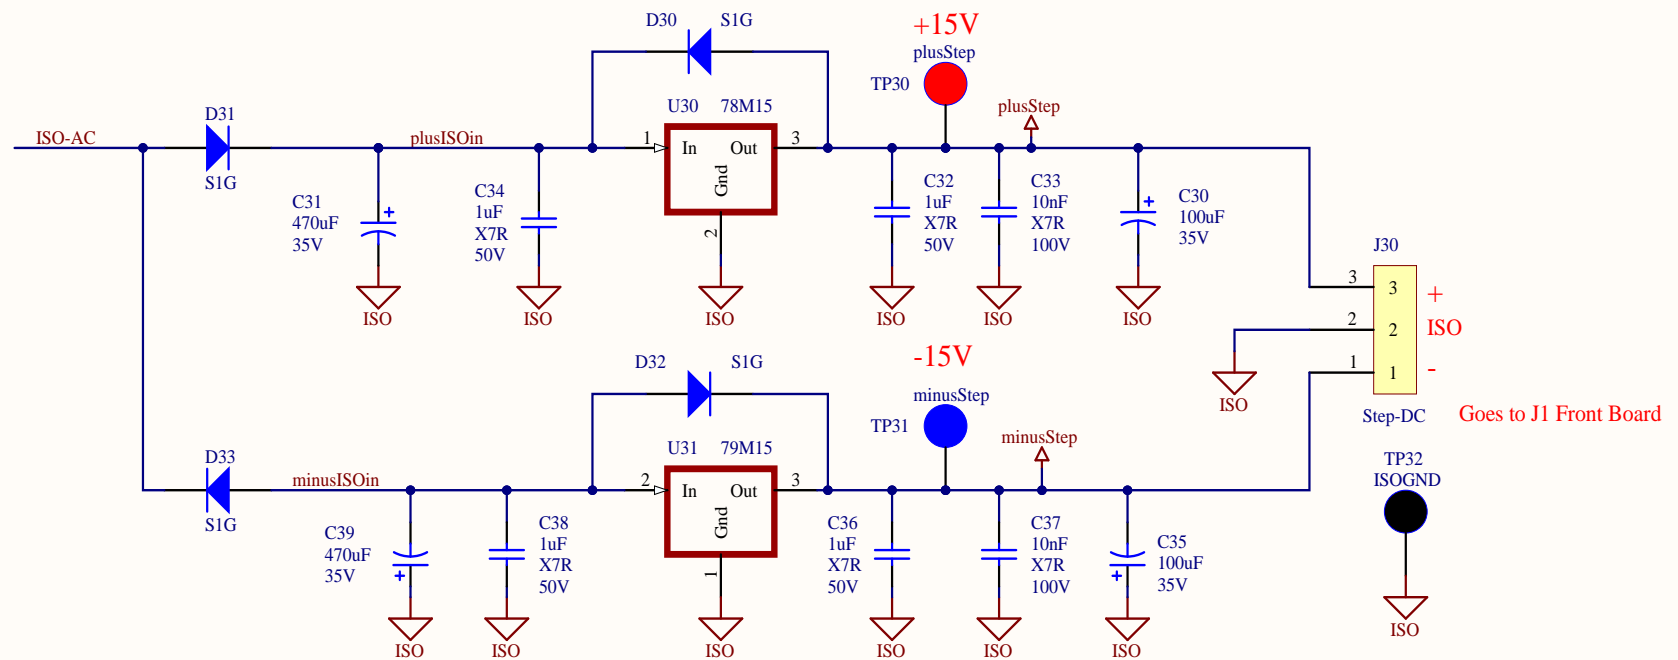 ISO-AC
D31
S1G
plusISOin
C31
470uF
35V
ISO
C34
1uF
X7R
50V
ISO
D30 S1G
U30 78M15
1 In Out 3
Gnd
2
ISO
+15V
plusStep
TP30
plusStep
C32
1uF
X7R
50V
ISO
C33
10nF
X7R
100V
ISO
C30
100uF
35V
ISO
J30
3 3 +
2 2 ISO
1 1 -
ISO
Step-DC
Goes to J1 Front Board
D33
S1G
minusISOin
C39
470uF
35V
ISO
C38
1uF
X7R
50V
ISO
D32 S1G
U31 79M15
2 In Out 3
Gnd
1
ISO
-15V
minusStep
TP31
minusStep
C36
1uF
X7R
50V
ISO
C37
10nF
X7R
100V
ISO
C35
100uF
35V
ISO
TP32
ISOGND
ISO